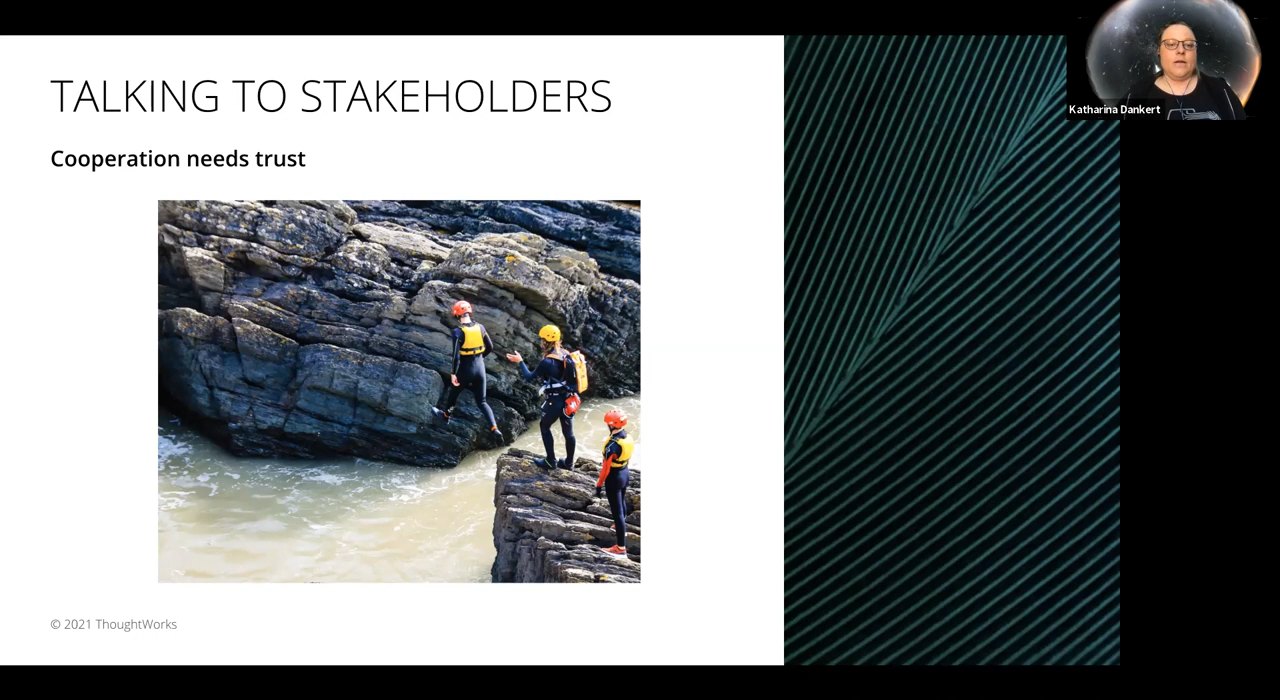 TALKING TO STAKEHOLDERS
Cooperation needs trust
© 2021 ThoughtWorks
Katharina Dankert